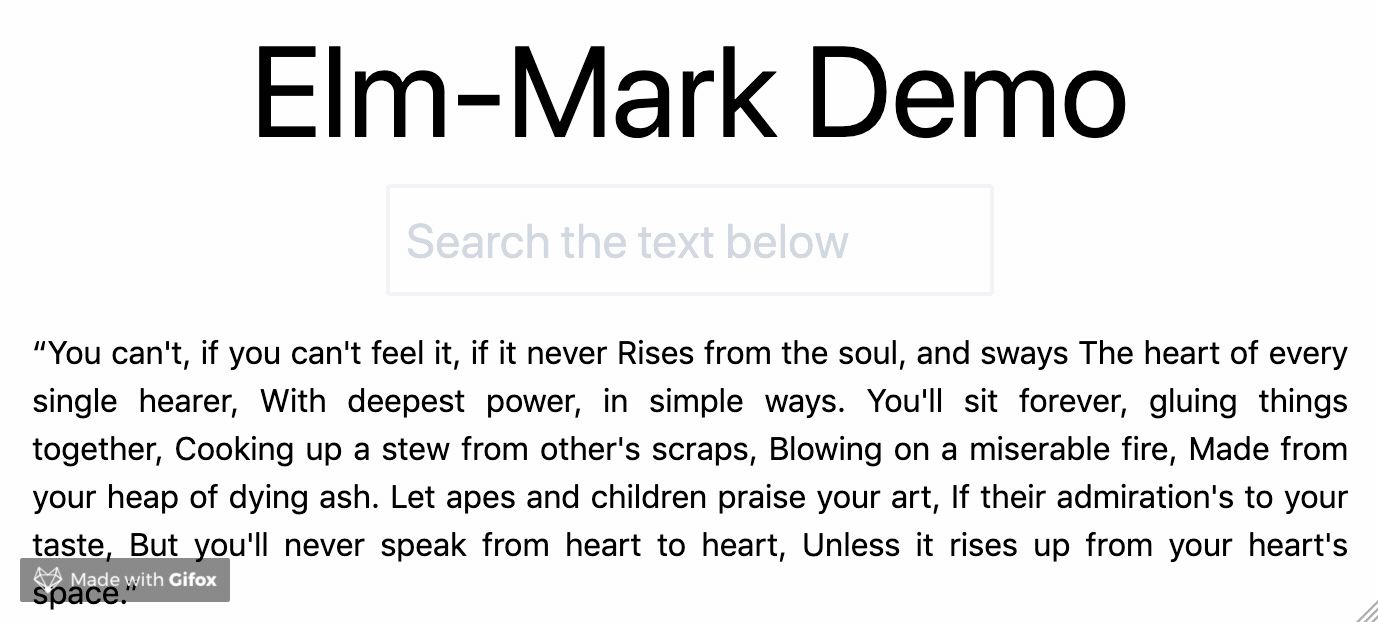 Elm-Mark Demo
Search the text below
“You can't, if you can't feel it, if it never Rises from the soul, and sways The heart of every
single hearer, With deepest power, in simple ways. You'll sit forever, gluing things
together, Cooking up a stew from other's scraps, Blowing on a miserable fire, Made from
your heap of dying ash. Let apes and children praise your art, If their admiration's to your
taste, But you'll never speak from heart to heart, Unless it rises up from your heart's
space.”
Made with Gifox